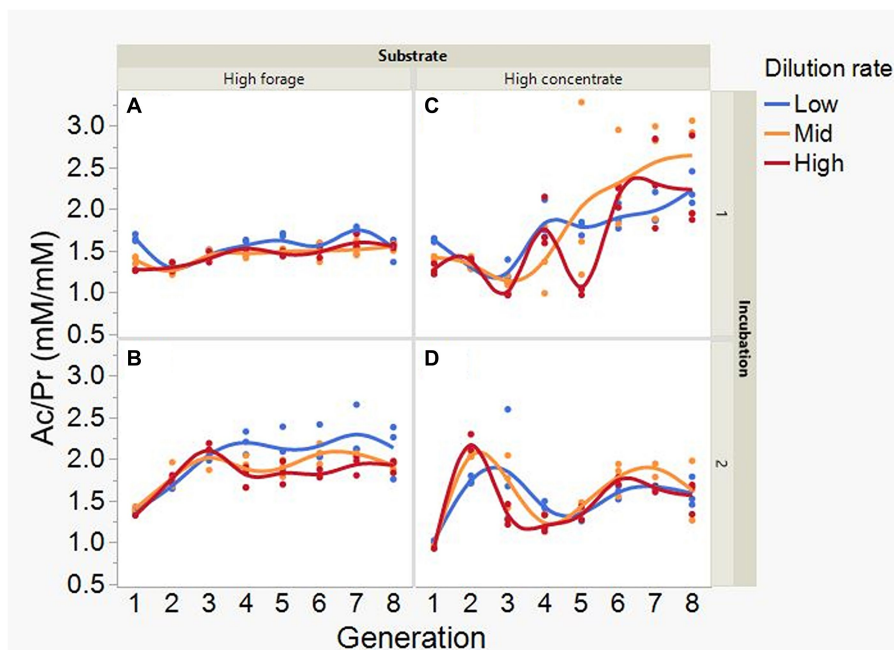 Substrate
High forage High concentrate
A
C
B
D
3.0
2.5
2.0
1.5
1.0
0.5
3.0
2.5
2.0
1.5
1.0
0.5
Ac/Pr (mM/mM)
1 2 3 4 5 6 7 8 1 2 3 4 5 6 7 8
Generation
1
2
Incubation
Dilution rate
Low
Mid
High